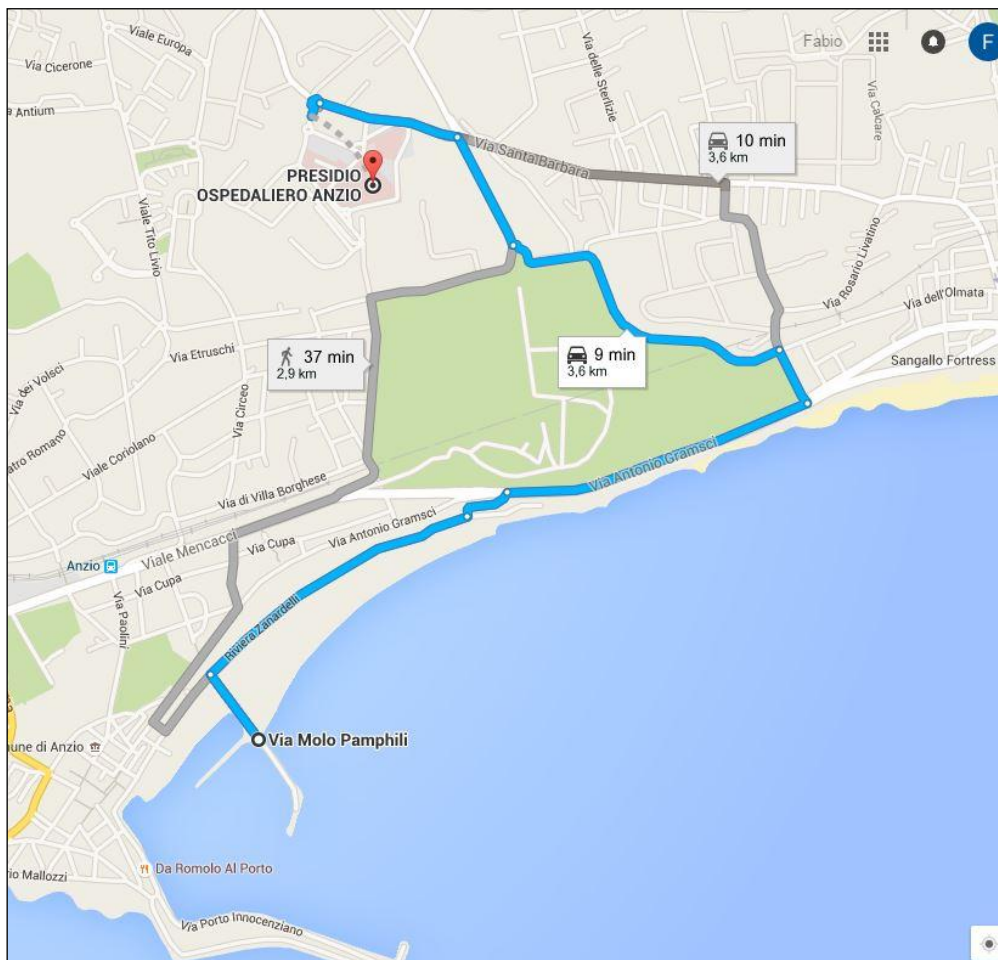 Viale Europa
Fabio
F
Via Cicerone
Via delle Sterlizie
Via Calcare
Antium
Via Santa Barbara
10 min
3,6 km
PRESIDIO
OSPEDALIERO ANZIO
Viale Tito Livio
Via Rosario Livatino
Via dell'Olmata
Via Etruschi
37 min
2,9 km
9 min
3,6 km
Sangallo Fortress
Via dei Volsci
Via Circeo
Romano
Viale Coriolano
Via Antonio Gramsci
Via di Villa Borghese
Via Antonio Gramsci
Viale Mencacci
Via Cupa
Anzio
Via Cupa
Via Paolini
Riviera Zanardelli
Via Molo Pamphili
une di Anzio
Da Romolo Al Porto
rio Mallozzi
Via Porto Innocenziano